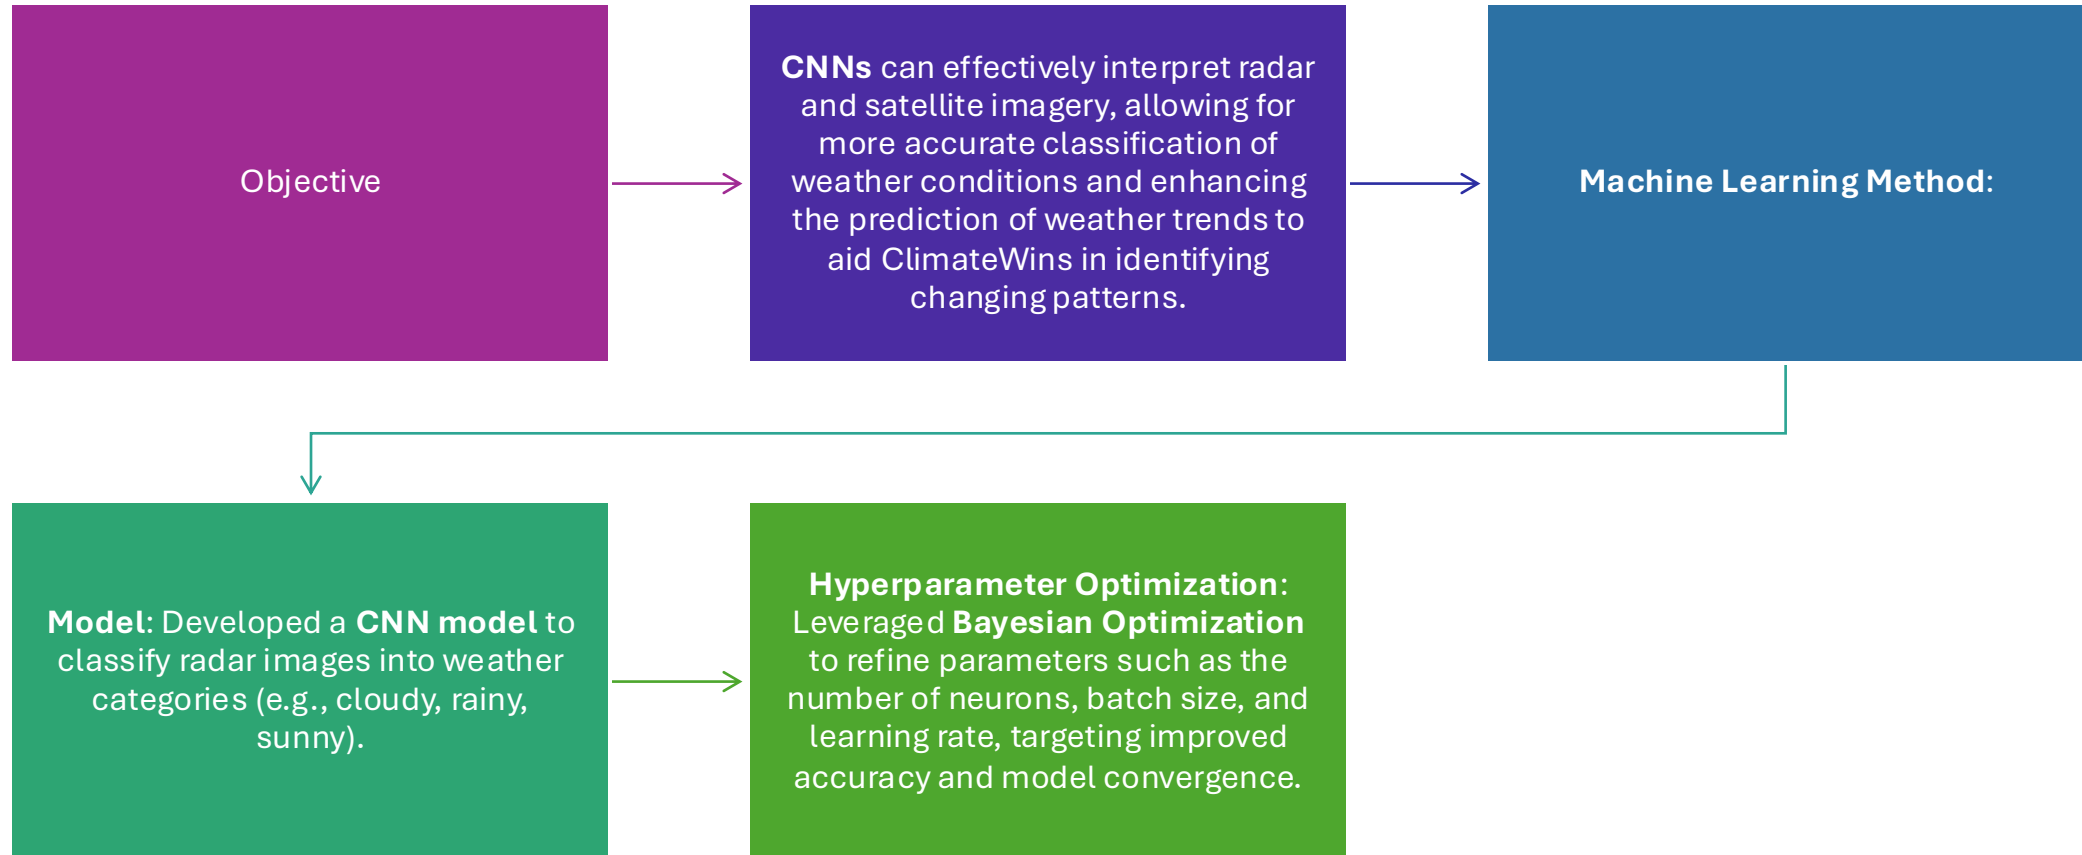 Objective
CNNs can effectively interpret radar
and satellite imagery, allowing for
more accurate classification of
weather conditions and enhancing
the prediction of weather trends to
aid ClimateWins in identifying
changing patterns.
Machine Learning Method:
Model: Developed a CNN model to
classify radar images into weather
categories (e.g., cloudy, rainy,
sunny).
Hyperparameter Optimization:
Leveraged Bayesian Optimization
to refine parameters such as the
number of neurons, batch size, and
learning rate, targeting improved
accuracy and model convergence.